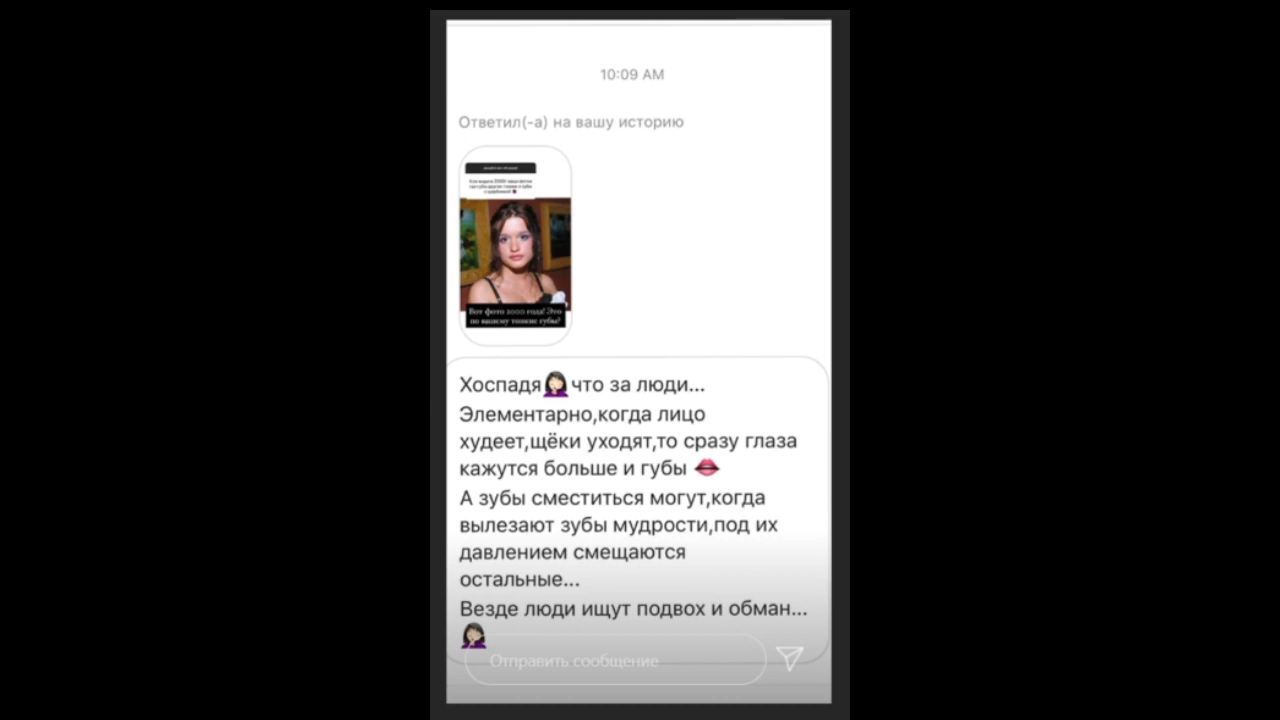 10:09 AM
Ответил(-а) на вашу историю
Вот фото 2000 года! Это
по вашему тонкие губы?
Хоспадя🤦🏻‍♀️что за люди...
Элементарно,когда лицо
худеет,щёки уходят,то сразу глаза
кажутся больше и губы 👄
А зубы сместиться могут,когда
вылезают зубы мудрости,под их
давлением смещаются
остальные...
Везде люди ищут подвох и обман...
🤦🏻‍♀️
Отправить сообщение